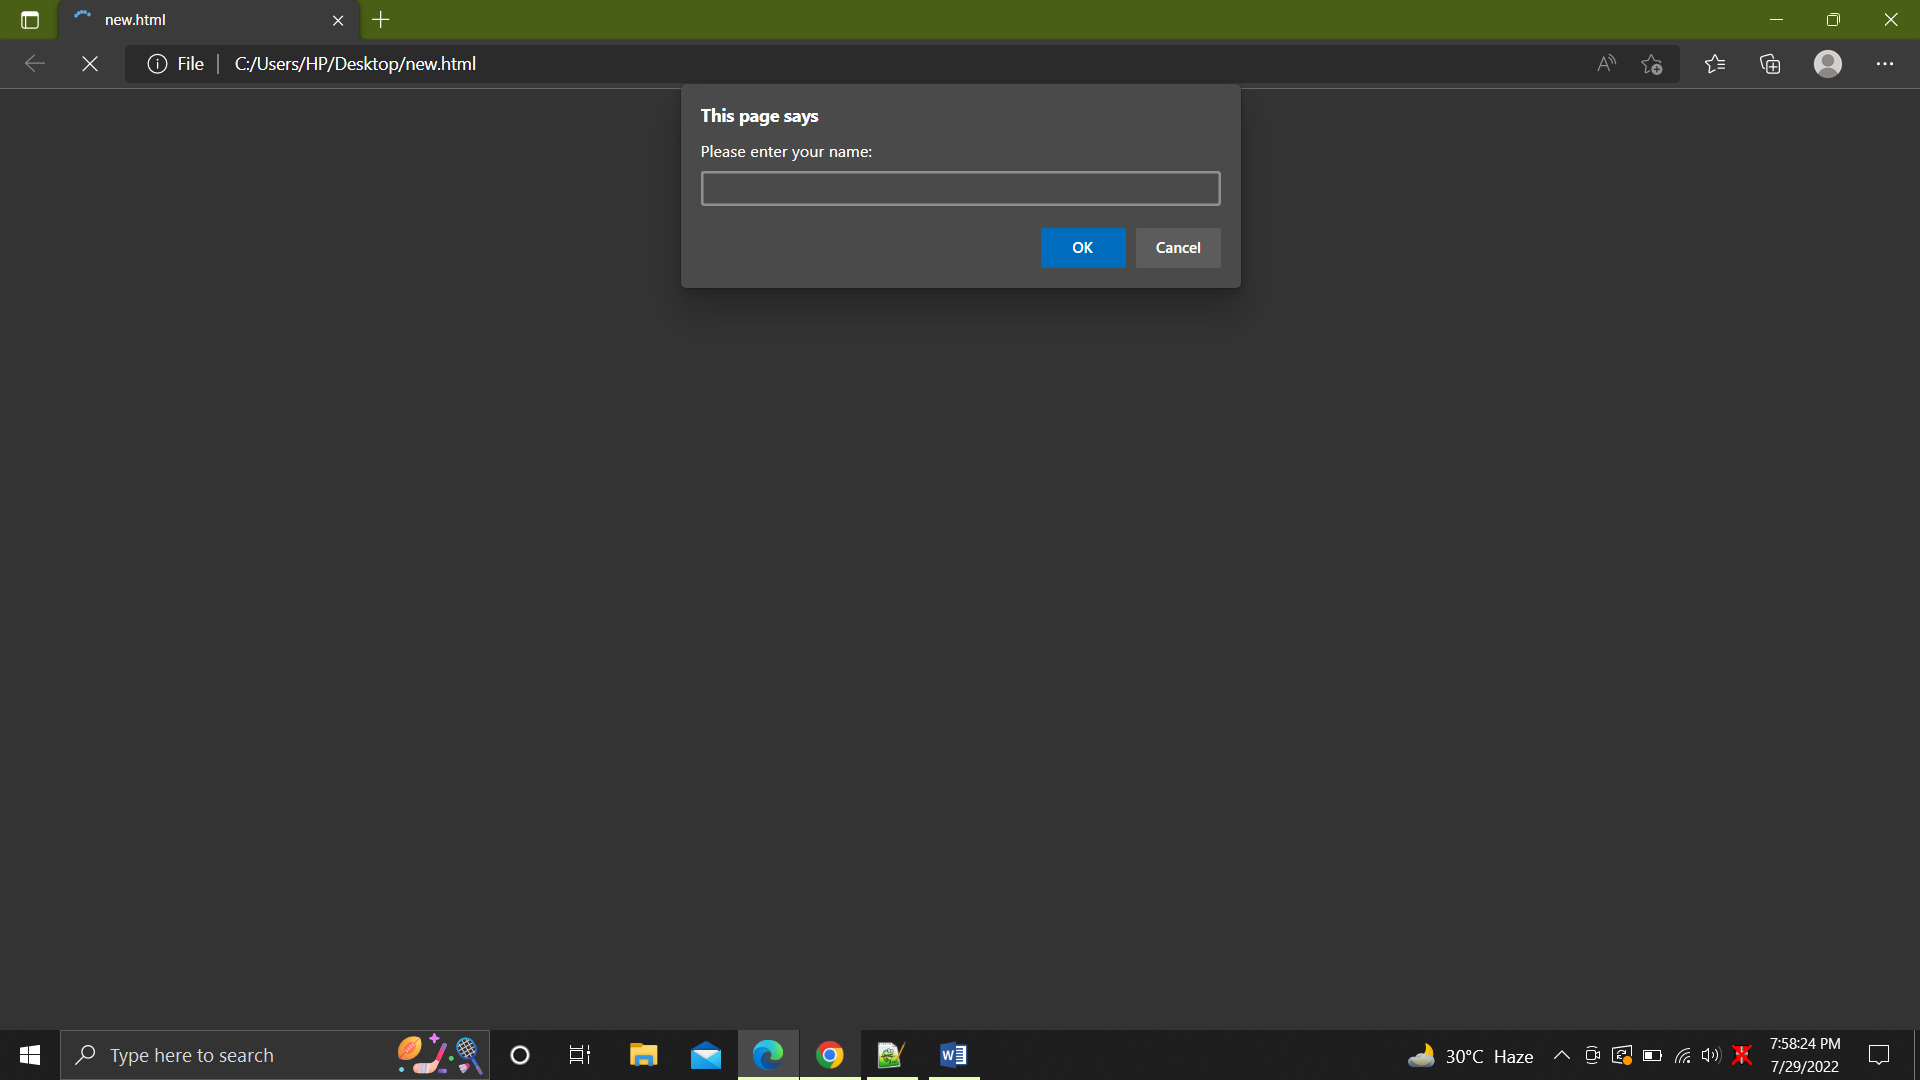 new.html
File
C:/Users/HP/Desktop/new.html
This page says
Please enter your name:
OK
Cancel
Type here to search
30°C Haze
7:58:24 PM
7/29/2022